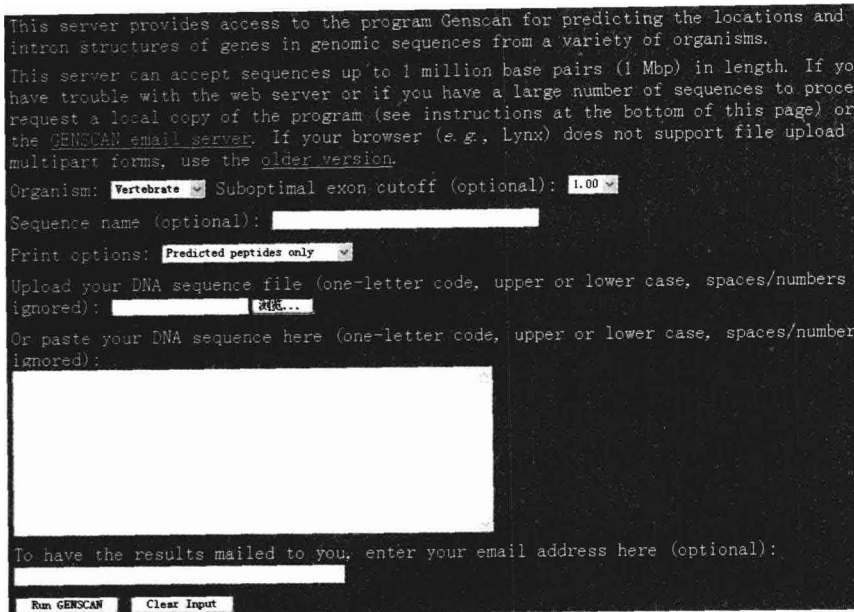 This server provides access to the program Genscan for predicting the locations and
intron structures of genes in genomic sequences from a variety of organisms.
This server can accept sequences up to 1 million base pairs (1 Mbp) in length. If yo
have trouble with the web server or if you have a large number of sequences to proce
request a local copy of the program (see instructions at the bottom of this page) or
the GENSCAN email server. If your browser (e.g., Lynx) does not support file upload
multipart forms, use the older version.
Organism: Vertebrate Suboptimal exon cutoff (optional): 1.00
Sequence name (optional):
Print options: Predicted peptides only
Upload your DNA sequence file (one-letter code, upper or lower case, spaces/numbers
ignored): 浏览...
Or paste your DNA sequence here (one-letter code, upper or lower case, spaces/number
ignored):
To have the results mailed to you, enter your email address here (optional):
Run GENSCAN Clear Input